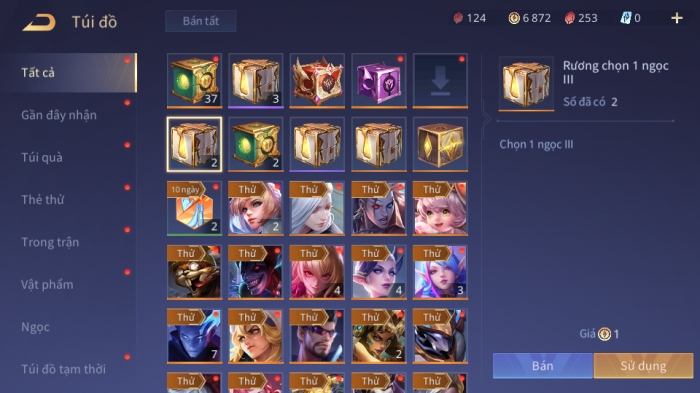 Túi đồ
Bán tất
124
6 872
253
0
Tất cả
Gần đây nhận
Túi quà
Thẻ thử
Trong trận
Vật phẩm
Ngọc
Túi đồ tạm thời
37
3
2
2
2
2
10 ngày
2
Thử
2
Thử
Thử
Thử
Thử
Thử
Thử
4
Thử
4
Thử
3
Thử
7
Thử
Thử
Thử
2
Thử
Thử
Thử
Thử
Thử
Thử
Rương chọn 1 ngọc
III
Số đã có 2
Chọn 1 ngọc III
Giá 1
Bán
Sử dụng